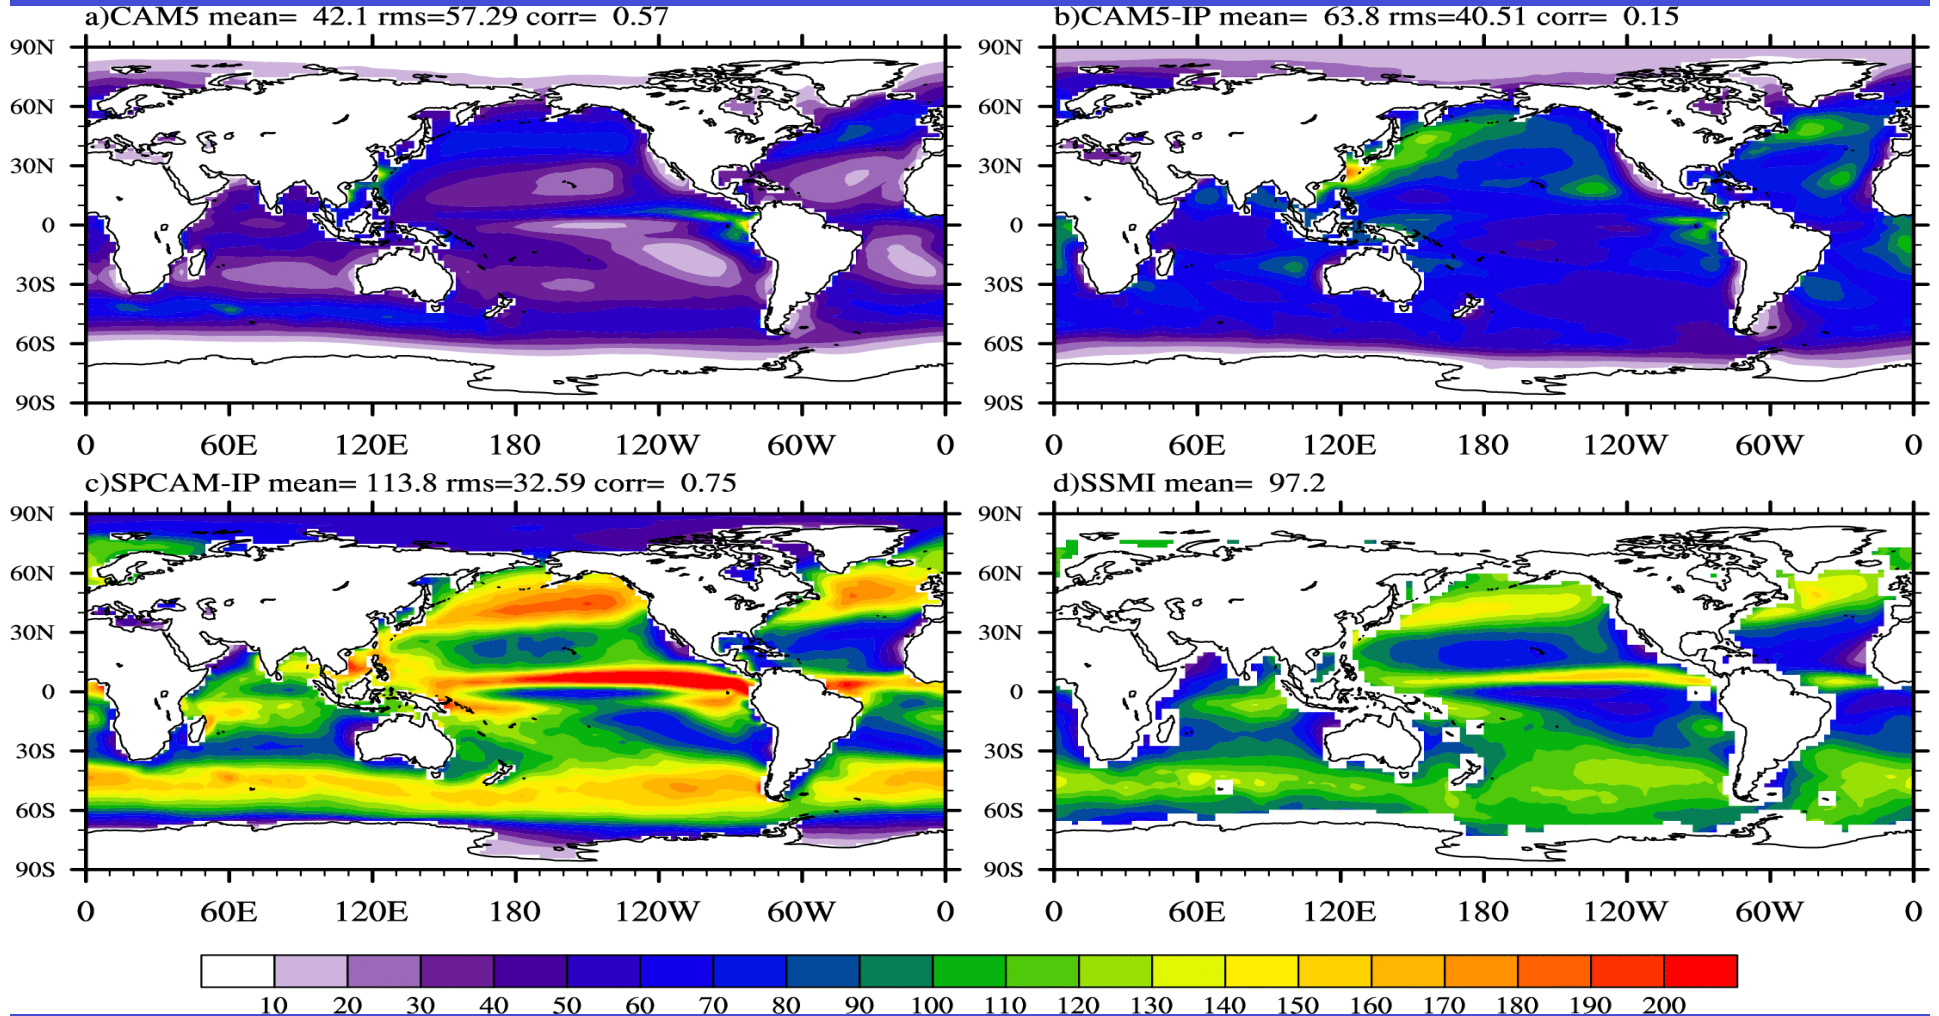 a)CAM5 mean=  42.1 rms=57.29 corr=  0.57
90N
60N
30N
0
30S
60S
90S
0 60E 120E 180 120W 60W 0
b)CAM5-IP mean=  63.8 rms=40.51 corr=  0.15
90N
60N
30N
0
30S
60S
90S
0 60E 120E 180 120W 60W 0
c)SPCAM-IP mean= 113.8 rms=32.59 corr=  0.75
90N
60N
30N
0
30S
60S
90S
0 60E 120E 180 120W 60W 0
d)SSMI mean=  97.2
90N
60N
30N
0
30S
60S
90S
0 60E 120E 180 120W 60W 0
10 20 30 40 50 60 70 80 90 100 110 120 130 140 150 160 170 180 190 200